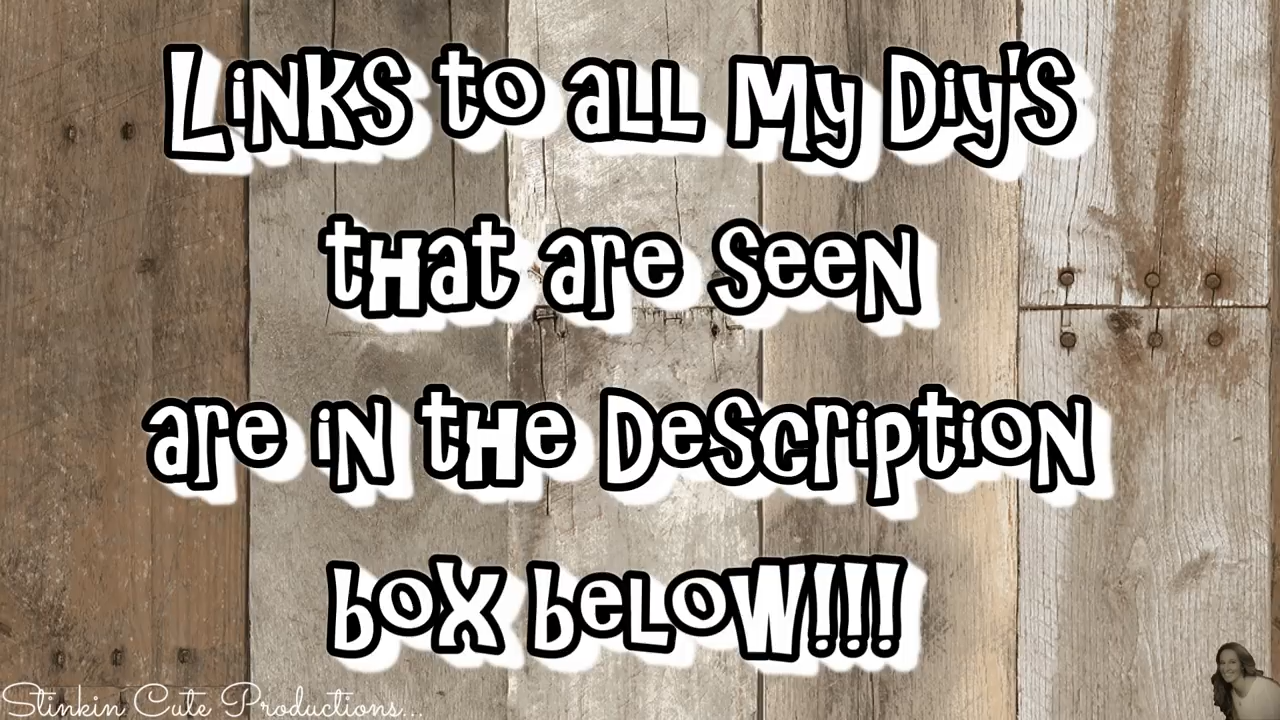 Links to all My Diy's
that are seen
are in the Description
box below!!!
Stinkin Cute Productions...